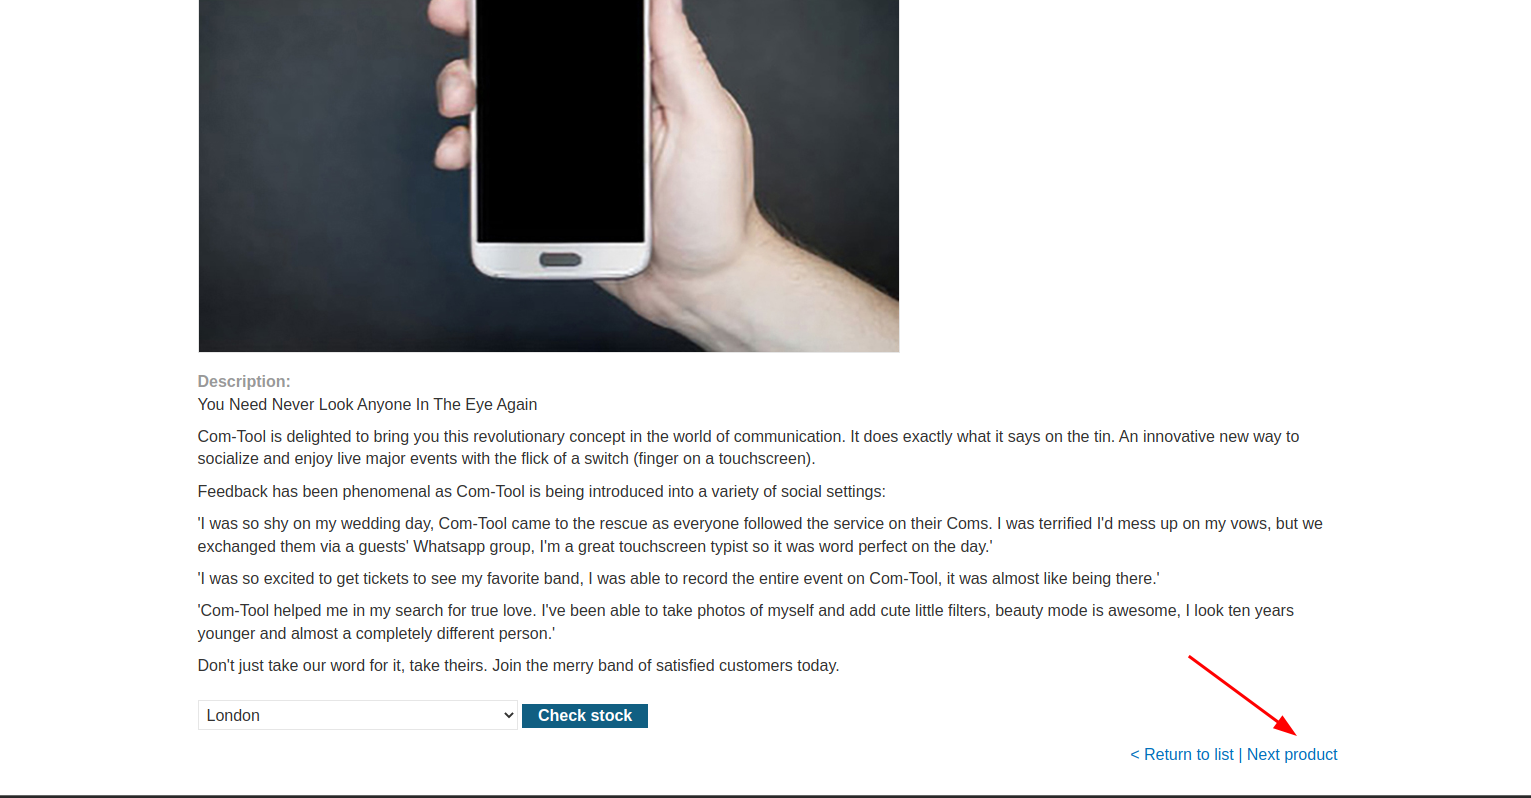 Description:
You Need Never Look Anyone In The Eye Again
Com-Tool is delighted to bring you this revolutionary concept in the world of communication. It does exactly what it says on the tin. An innovative new way to
socialize and enjoy live major events with the flick of a switch (finger on a touchscreen).
Feedback has been phenomenal as Com-Tool is being introduced into a variety of social settings:
'I was so shy on my wedding day, Com-Tool came to the rescue as everyone followed the service on their Coms. I was terrified I'd mess up on my vows, but we
exchanged them via a guests' Whatsapp group, I'm a great touchscreen typist so it was word perfect on the day.'
'I was so excited to get tickets to see my favorite band, I was able to record the entire event on Com-Tool, it was almost like being there.'
'Com-Tool helped me in my search for true love. I've been able to take photos of myself and add cute little filters, beauty mode is awesome, I look ten years
younger and almost a completely different person.'
Don't just take our word for it, take theirs. Join the merry band of satisfied customers today.
London
Check stock
< Return to list | Next product